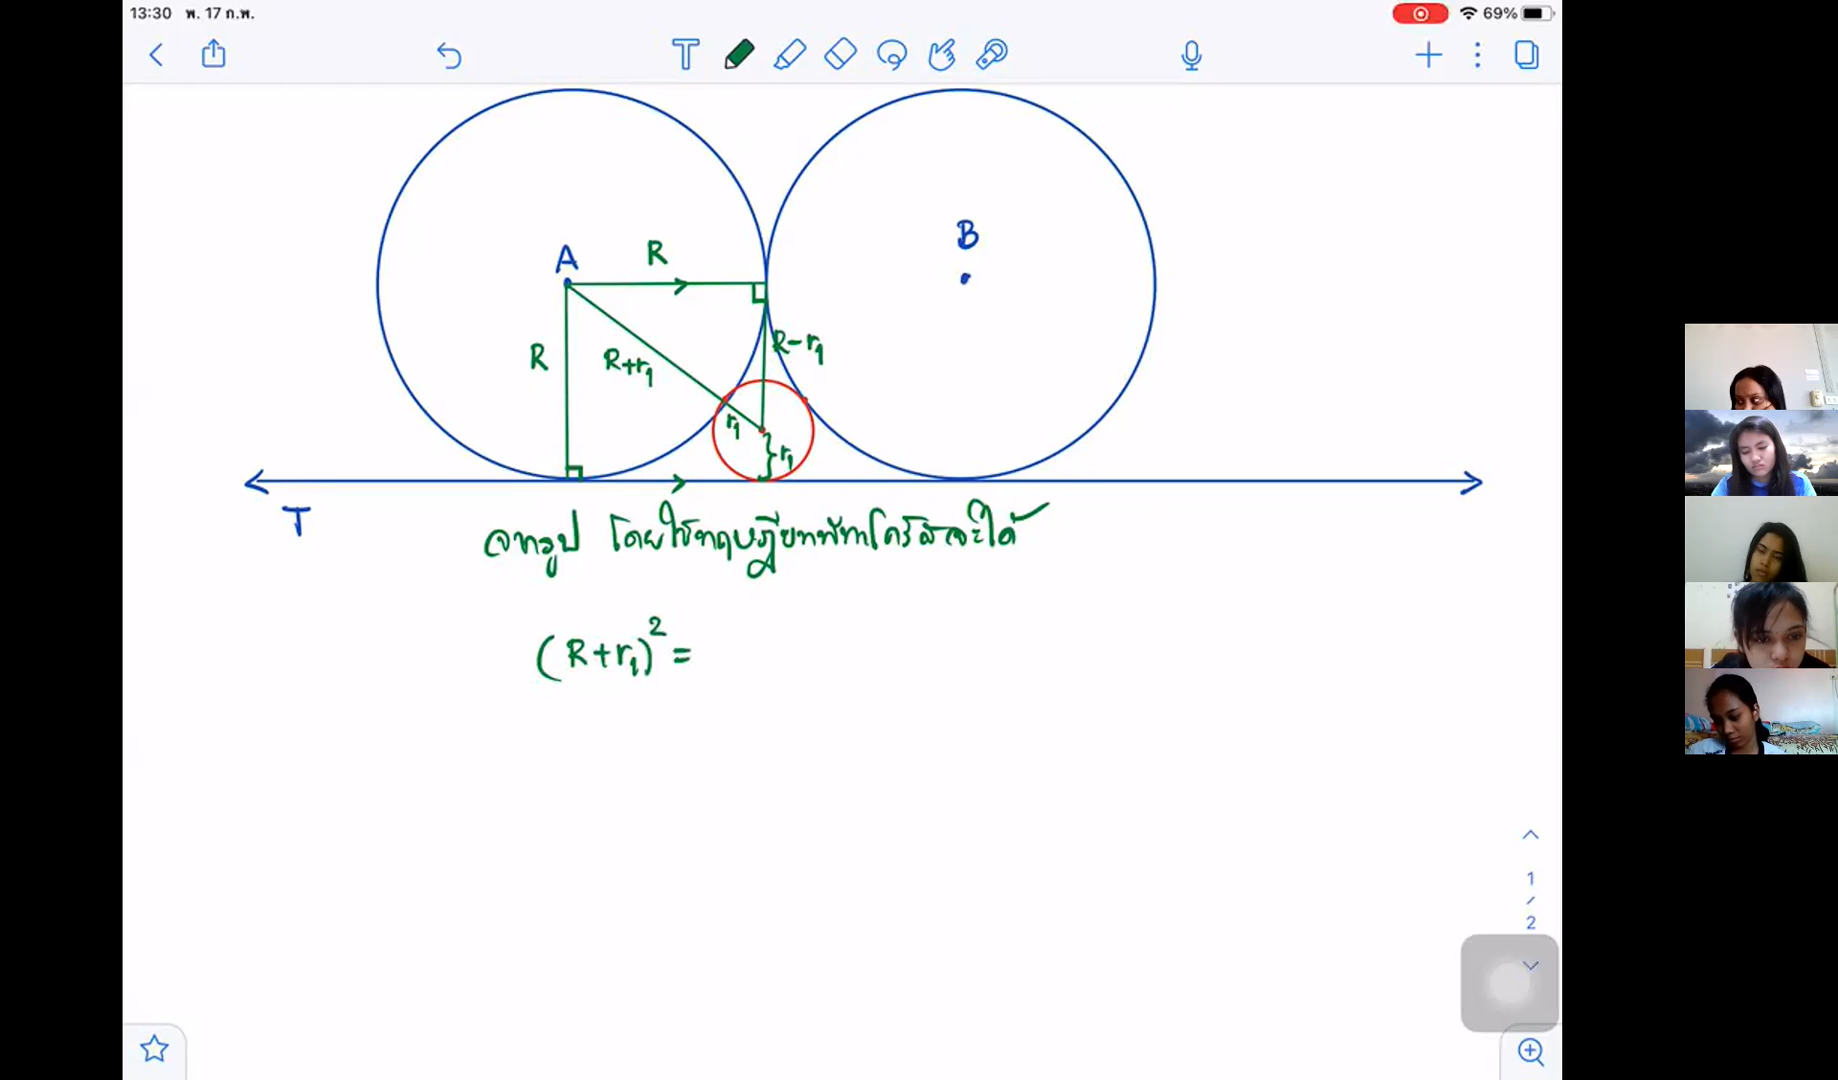 13:30 พ. 17 ก.พ.
69%
A
R
B
R
R+r₁
R-r₁
r₁
r₁
T
จากรูป โดยใช้ทฤษฎีบทพีทาโกรัสจะได้
(R+r₁)² =
1
/
2